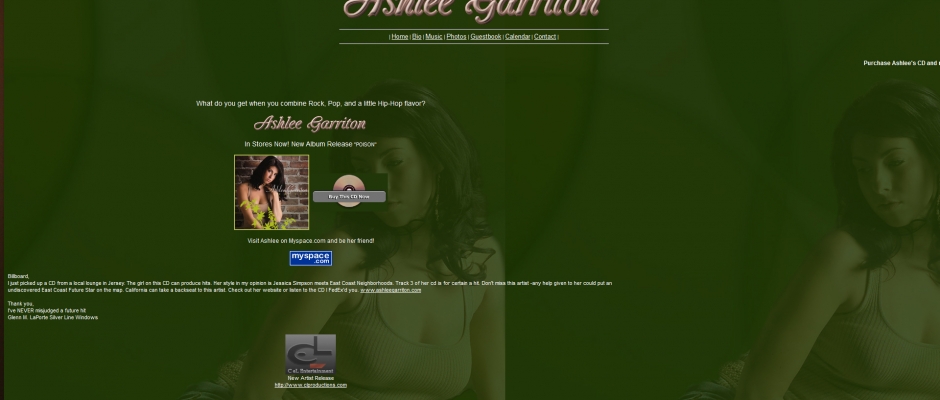 Ashlee Garriton
| Home | Bio | Music | Photos | Guestbook | Calendar | Contact |
Purchase Ashlee's CD and
What do you get when you combine Rock, Pop, and a little Hip-Hop flavor?
Ashlee Garriton
In Stores Now! New Album Release "POISON"
Buy This CD Now
Visit Ashlee on Myspace.com and be her friend!
myspace
.com
Billboard,
I just picked up a CD from a local lounge in Jersey. The girl on this CD can produce hits. Her style in my opinion is Jessica Simpson meets East Coast Neighborhoods. Track 3 of her cd is for certain a hit. Don't miss this artist -any help given to her could put an
undiscovered East Coast Future Star on the map. California can take a backseat to this artist. Check out her website or listen to the CD I FedEx'd you. www.ashleegarriton.com
Thank you,
I've NEVER misjudged a future hit
Glenn M. LaPorte Silver Line Windows
C&L Entertainment
New Artist Release
http://www.clproductions.com